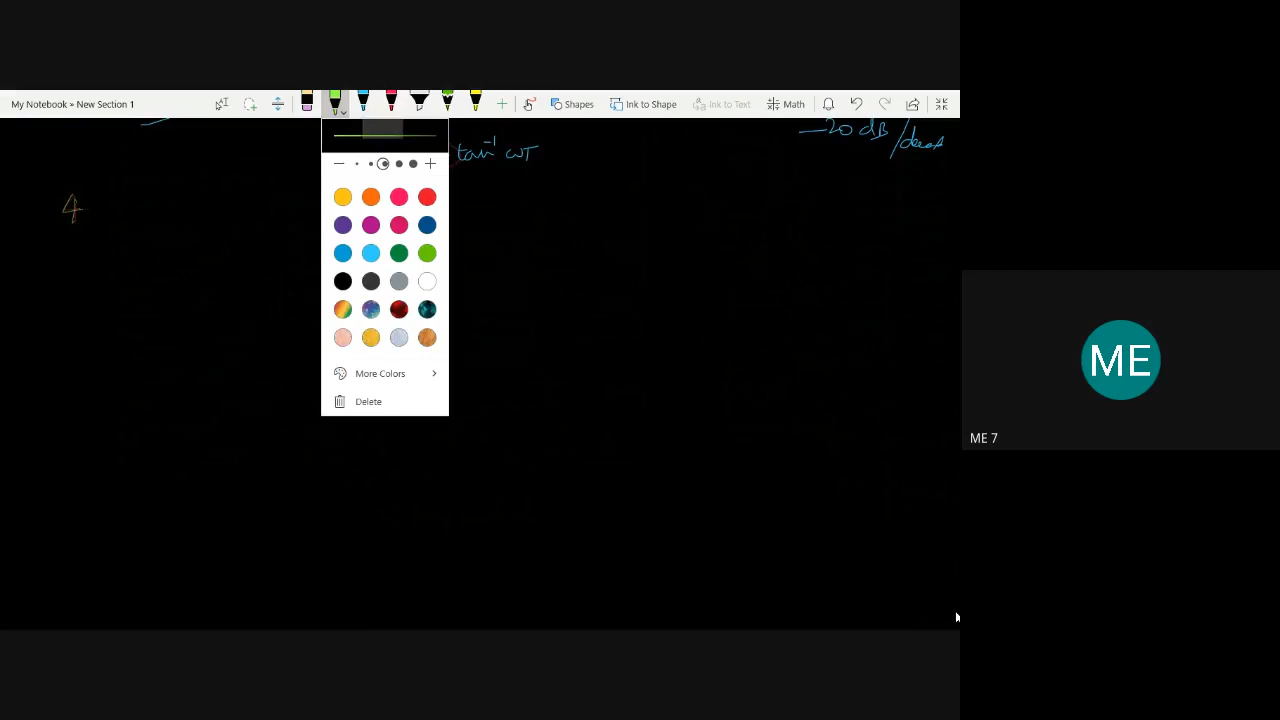 My Notebook » New Section 1
Shapes
Ink to Shape
Ink to Text
Math
-20 dB/
tan⁻¹ ωT
4
More Colors
Delete
ME
ME 7